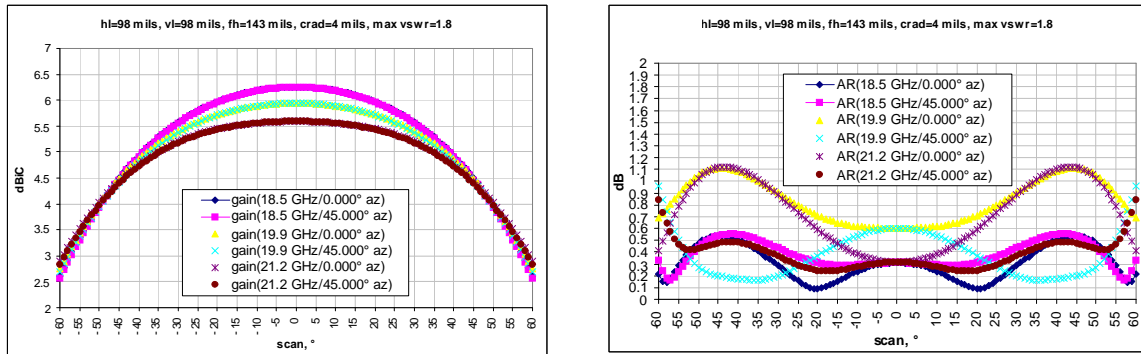 hl=98 mils, vl=98 mils, fh=143 mils, crad=4 mils, max vswr=1.8
dBiC
7
6.5
6
5.5
5
4.5
4
3.5
3
2.5
2
gain(18.5 GHz/0.000° az)
gain(18.5 GHz/45.000° az)
gain(19.9 GHz/0.000° az)
gain(19.9 GHz/45.000° az)
gain(21.2 GHz/0.000° az)
gain(21.2 GHz/45.000° az)
-60 -55 -50 -45 -40 -35 -30 -25 -20 -15 -10 -5 0 5 10 15 20 25 30 35 40 45 50 55 60
scan, °
hl=98 mils, vl=98 mils, fh=143 mils, crad=4 mils, max vswr=1.8
dB
2
1.9
1.8
1.7
1.6
1.5
1.4
1.3
1.2
1.1
1
0.9
0.8
0.7
0.6
0.5
0.4
0.3
0.2
0.1
0
AR(18.5 GHz/0.000° az)
AR(18.5 GHz/45.000° az)
AR(19.9 GHz/0.000° az)
AR(19.9 GHz/45.000° az)
AR(21.2 GHz/0.000° az)
AR(21.2 GHz/45.000° az)
-60 -55 -50 -45 -40 -35 -30 -25 -20 -15 -10 -5 0 5 10 15 20 25 30 35 40 45 50 55 60
scan, °